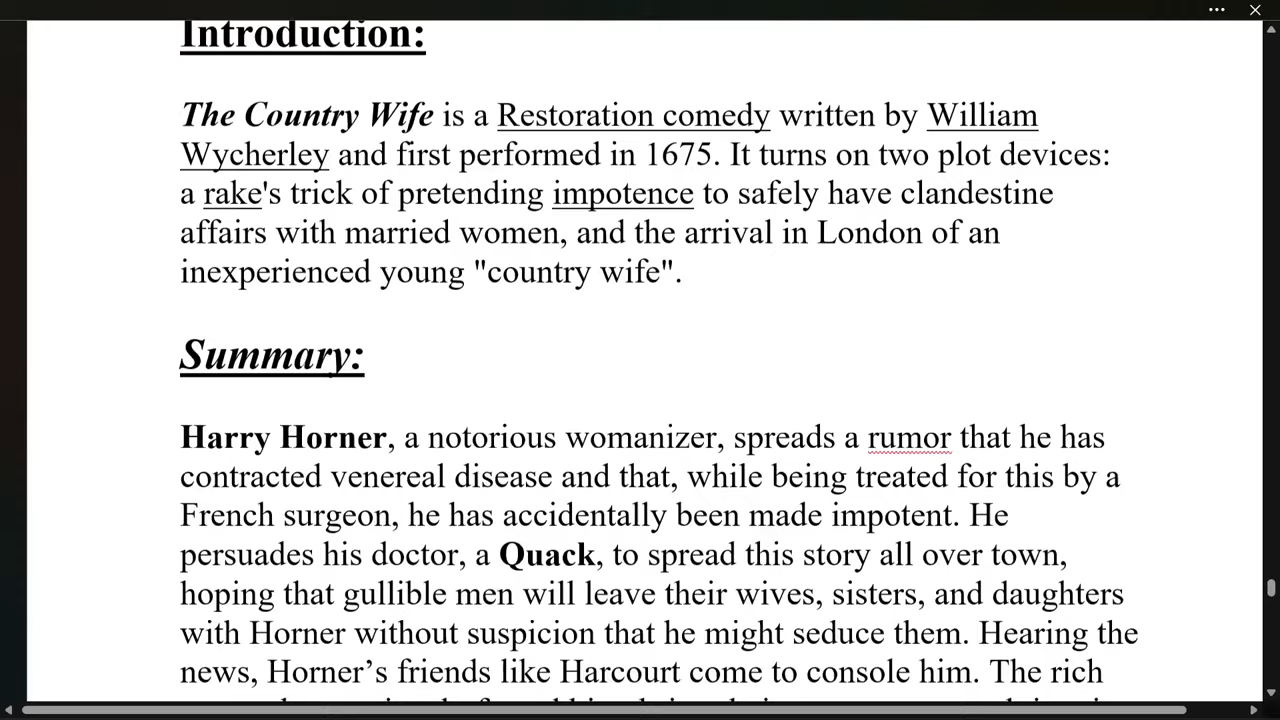 Introduction:
The Country Wife is a Restoration comedy written by William
Wycherley and first performed in 1675. It turns on two plot devices:
a rake's trick of pretending impotence to safely have clandestine
affairs with married women, and the arrival in London of an
inexperienced young "country wife".
Summary:
Harry Horner, a notorious womanizer, spreads a rumor that he has
contracted venereal disease and that, while being treated for this by a
French surgeon, he has accidentally been made impotent. He
persuades his doctor, a Quack, to spread this story all over town,
hoping that gullible men will leave their wives, sisters, and daughters
with Horner without suspicion that he might seduce them. Hearing the
news, Horner’s friends like Harcourt come to console him. The rich